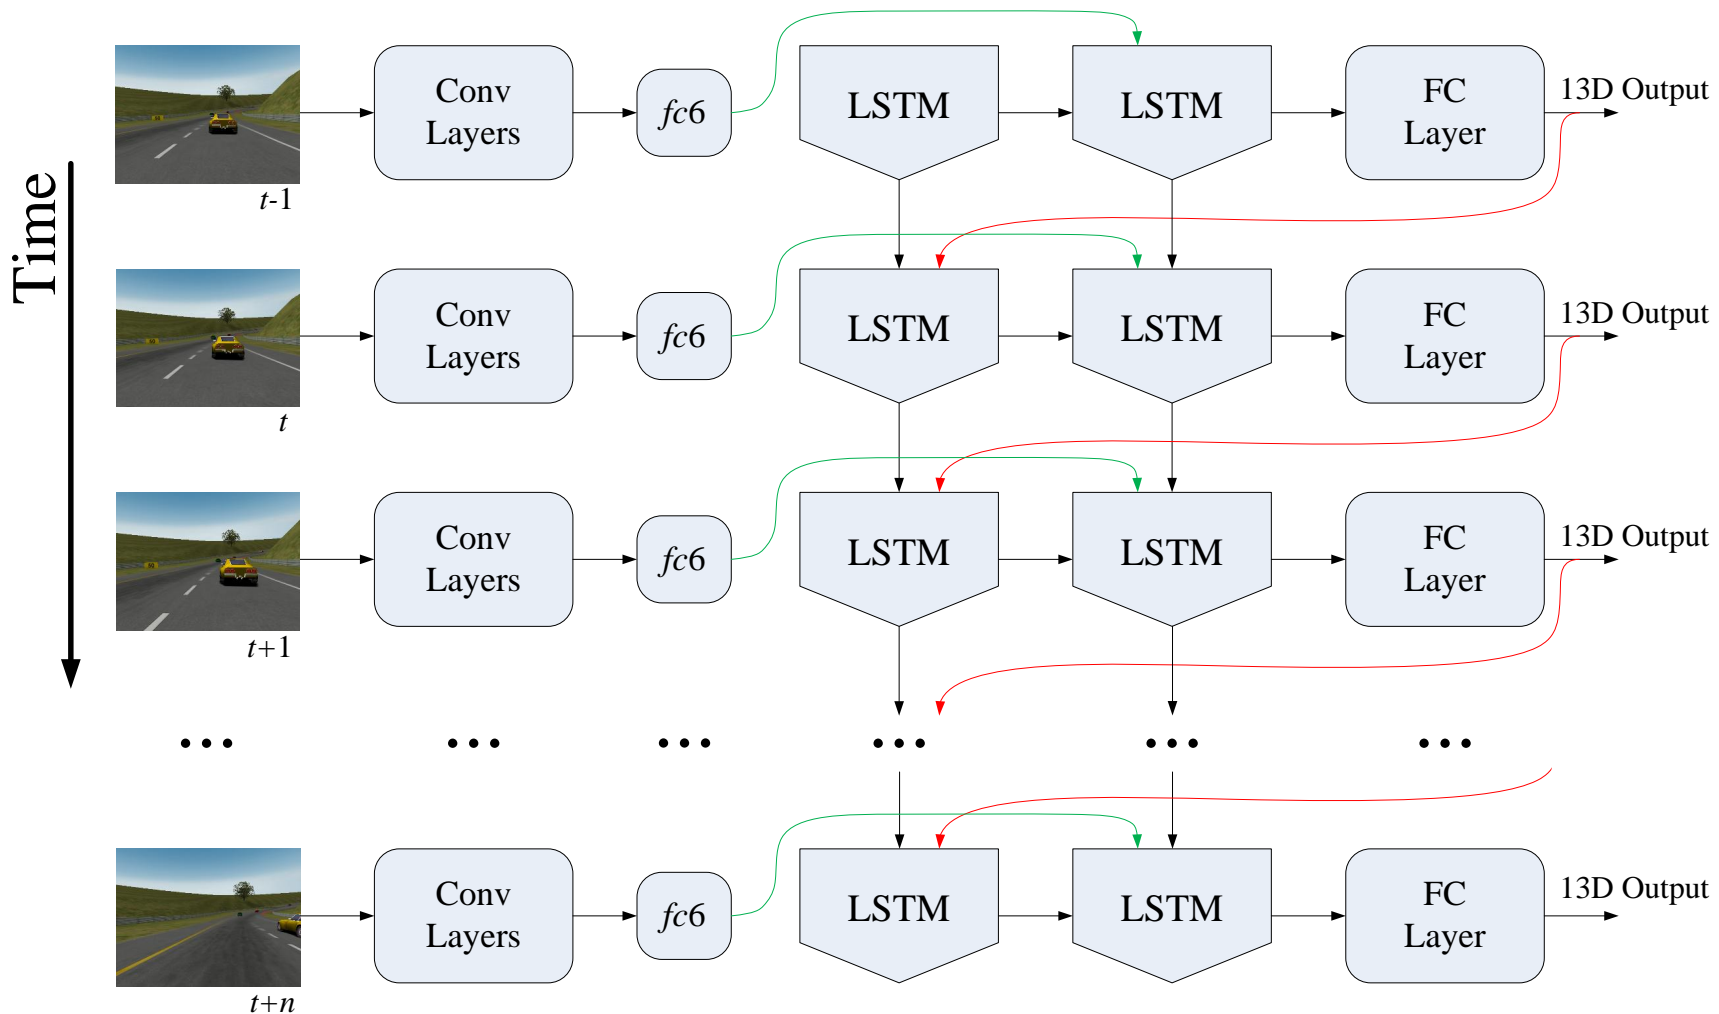 Time
Conv
Layers
fc6
LSTM
LSTM
FC
Layer
13D Output
t-1
Conv
Layers
fc6
LSTM
LSTM
FC
Layer
13D Output
t
Conv
Layers
fc6
LSTM
LSTM
FC
Layer
13D Output
t+1
... ... ... ... ... ...
Conv
Layers
fc6
LSTM
LSTM
FC
Layer
13D Output
t+n